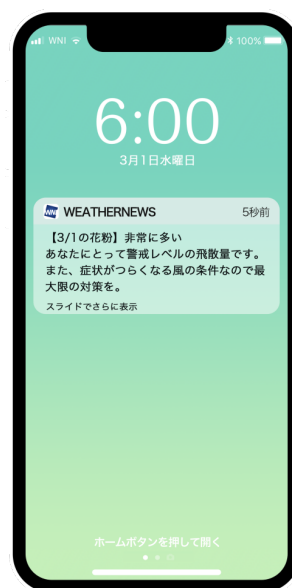 WNI 100%
6:00
3月1日水曜日
WNI WEATHERNEWS 5秒前
【3/1の花粉】非常に多い
あなたにとって警戒レベルの飛散量です。
また、症状がつらくなる風の条件なので最
大限の対策を。
スライドでさらに表示
ホームボタンを押して開く